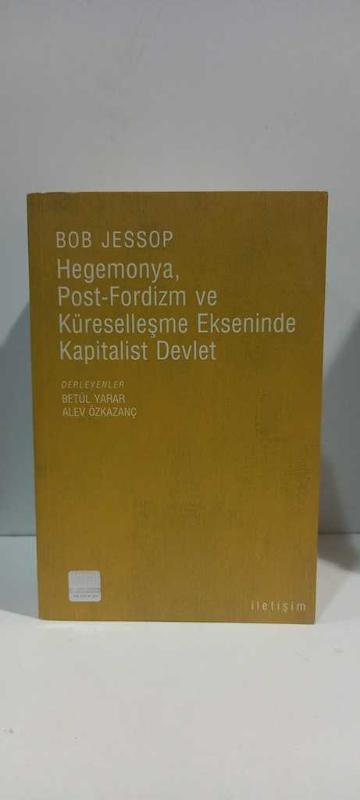 BOB JESSOP
Hegemonya,
Post-Fordizm ve
Küreselleşme Ekseninde
Kapitalist Devlet
DERLEYENLER
BETÜL YARAR
ALEV ÖZKAZANÇ
iletişim